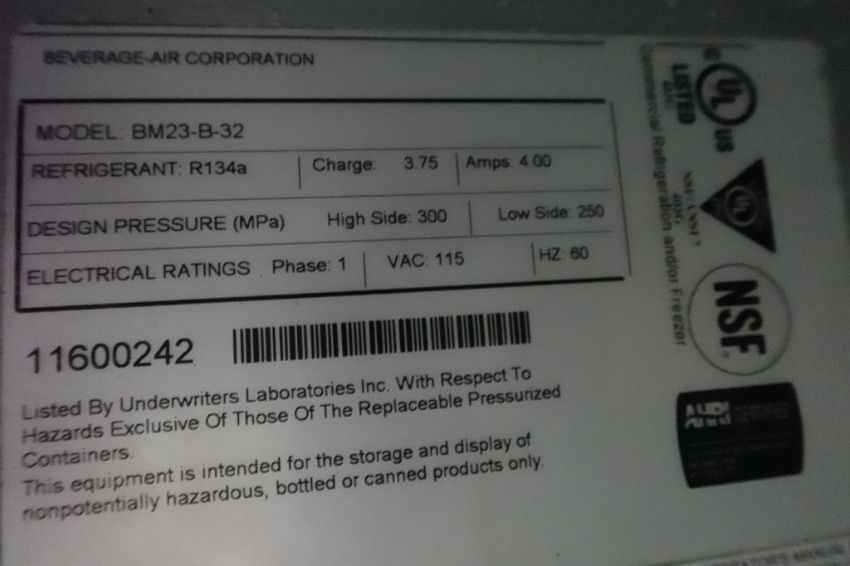 BEVERAGE-AIR CORPORATION
MODEL: BM23-B-32
REFRIGERANT: R134a Charge: 3.75 Amps: 4.00
DESIGN PRESSURE (MPa) High Side: 300 Low Side: 250
ELECTRICAL RATINGS Phase: 1 VAC: 115 HZ: 60
11600242
Listed By Underwriters Laboratories Inc. With Respect To
Hazards Exclusive Of Those Of The Replaceable Pressurized
Containers.
This equipment is intended for the storage and display of
nonpotentially hazardous, bottled or canned products only.
C UL US
LISTED
Commercial Refrigeration and/or Freezer
UL
NSF